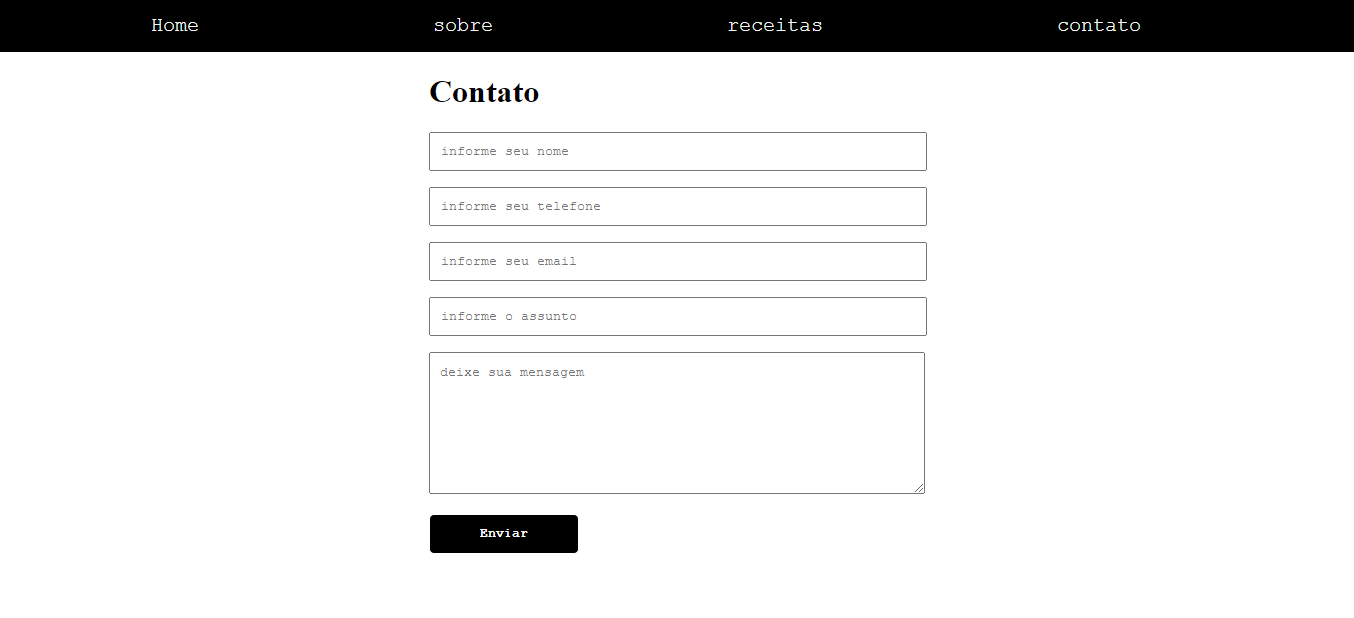 Home sobre receitas contato
Contato
informe seu nome
informe seu telefone
informe seu email
informe o assunto
deixe sua mensagem
Enviar